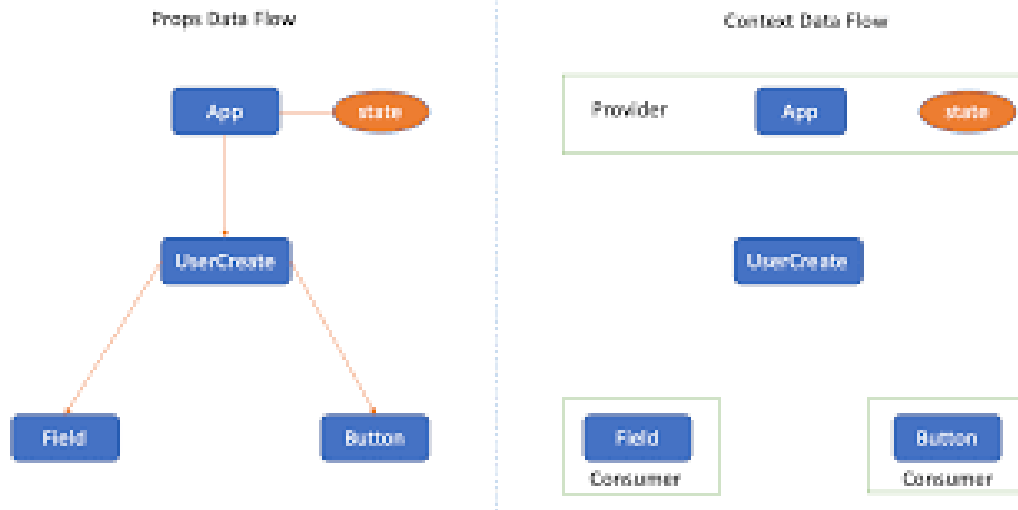 Props Data Flow
App
state
UserCreate
Field
Button
Context Data Flow
Provider
App
state
UserCreate
Field
Consumer
Button
Consumer